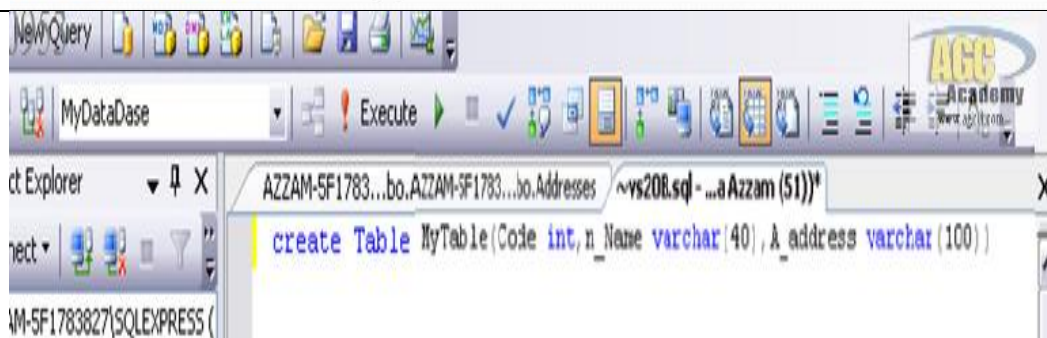 New Query
AGC
Academy
MyDataDase
Execute
ct Explorer
AZZAM-5F1783...bo.AZZAM-5F1783...bo.Addresses
~vs208.sql - ...a Azzam (51))*
nect
create Table MyTable(Code int,n_Name varchar(40),A_address varchar(100))
AM-5F1783827\SQLEXPRESS (